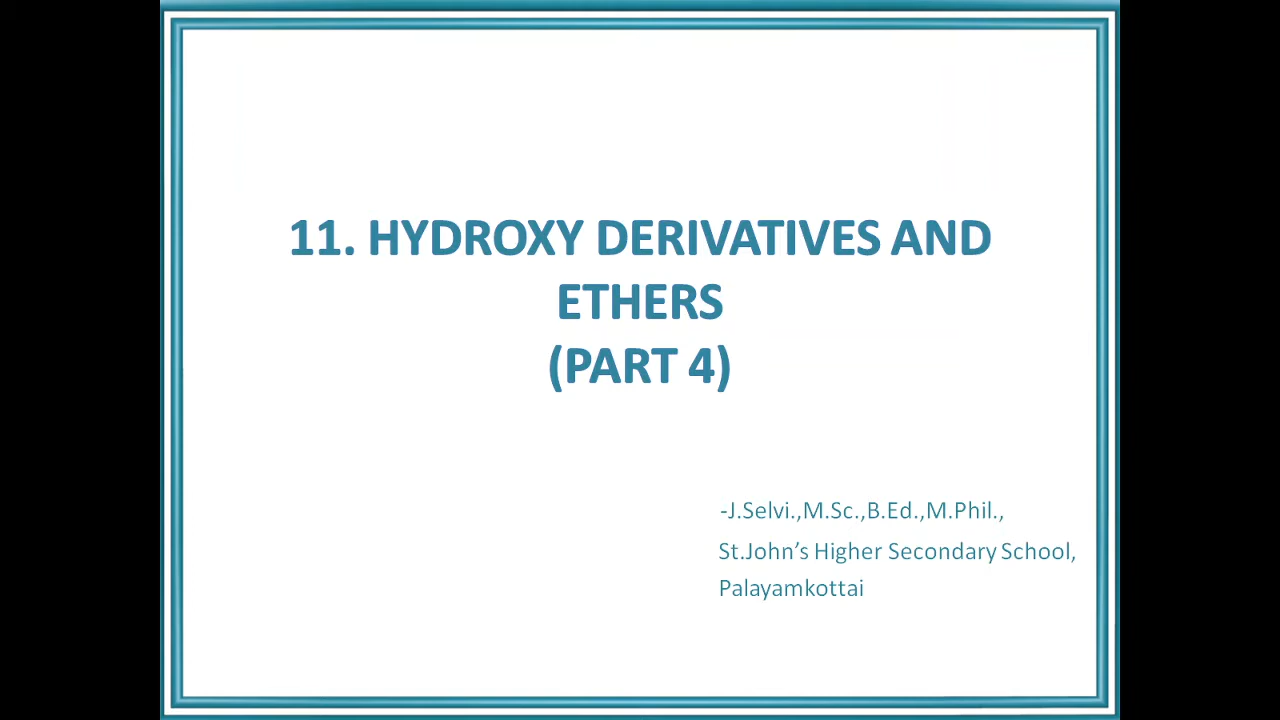 11. HYDROXY DERIVATIVES AND
ETHERS
(PART 4)
-J.Selvi.,M.Sc.,B.Ed.,M.Phil.,
St.John’s Higher Secondary School,
Palayamkottai